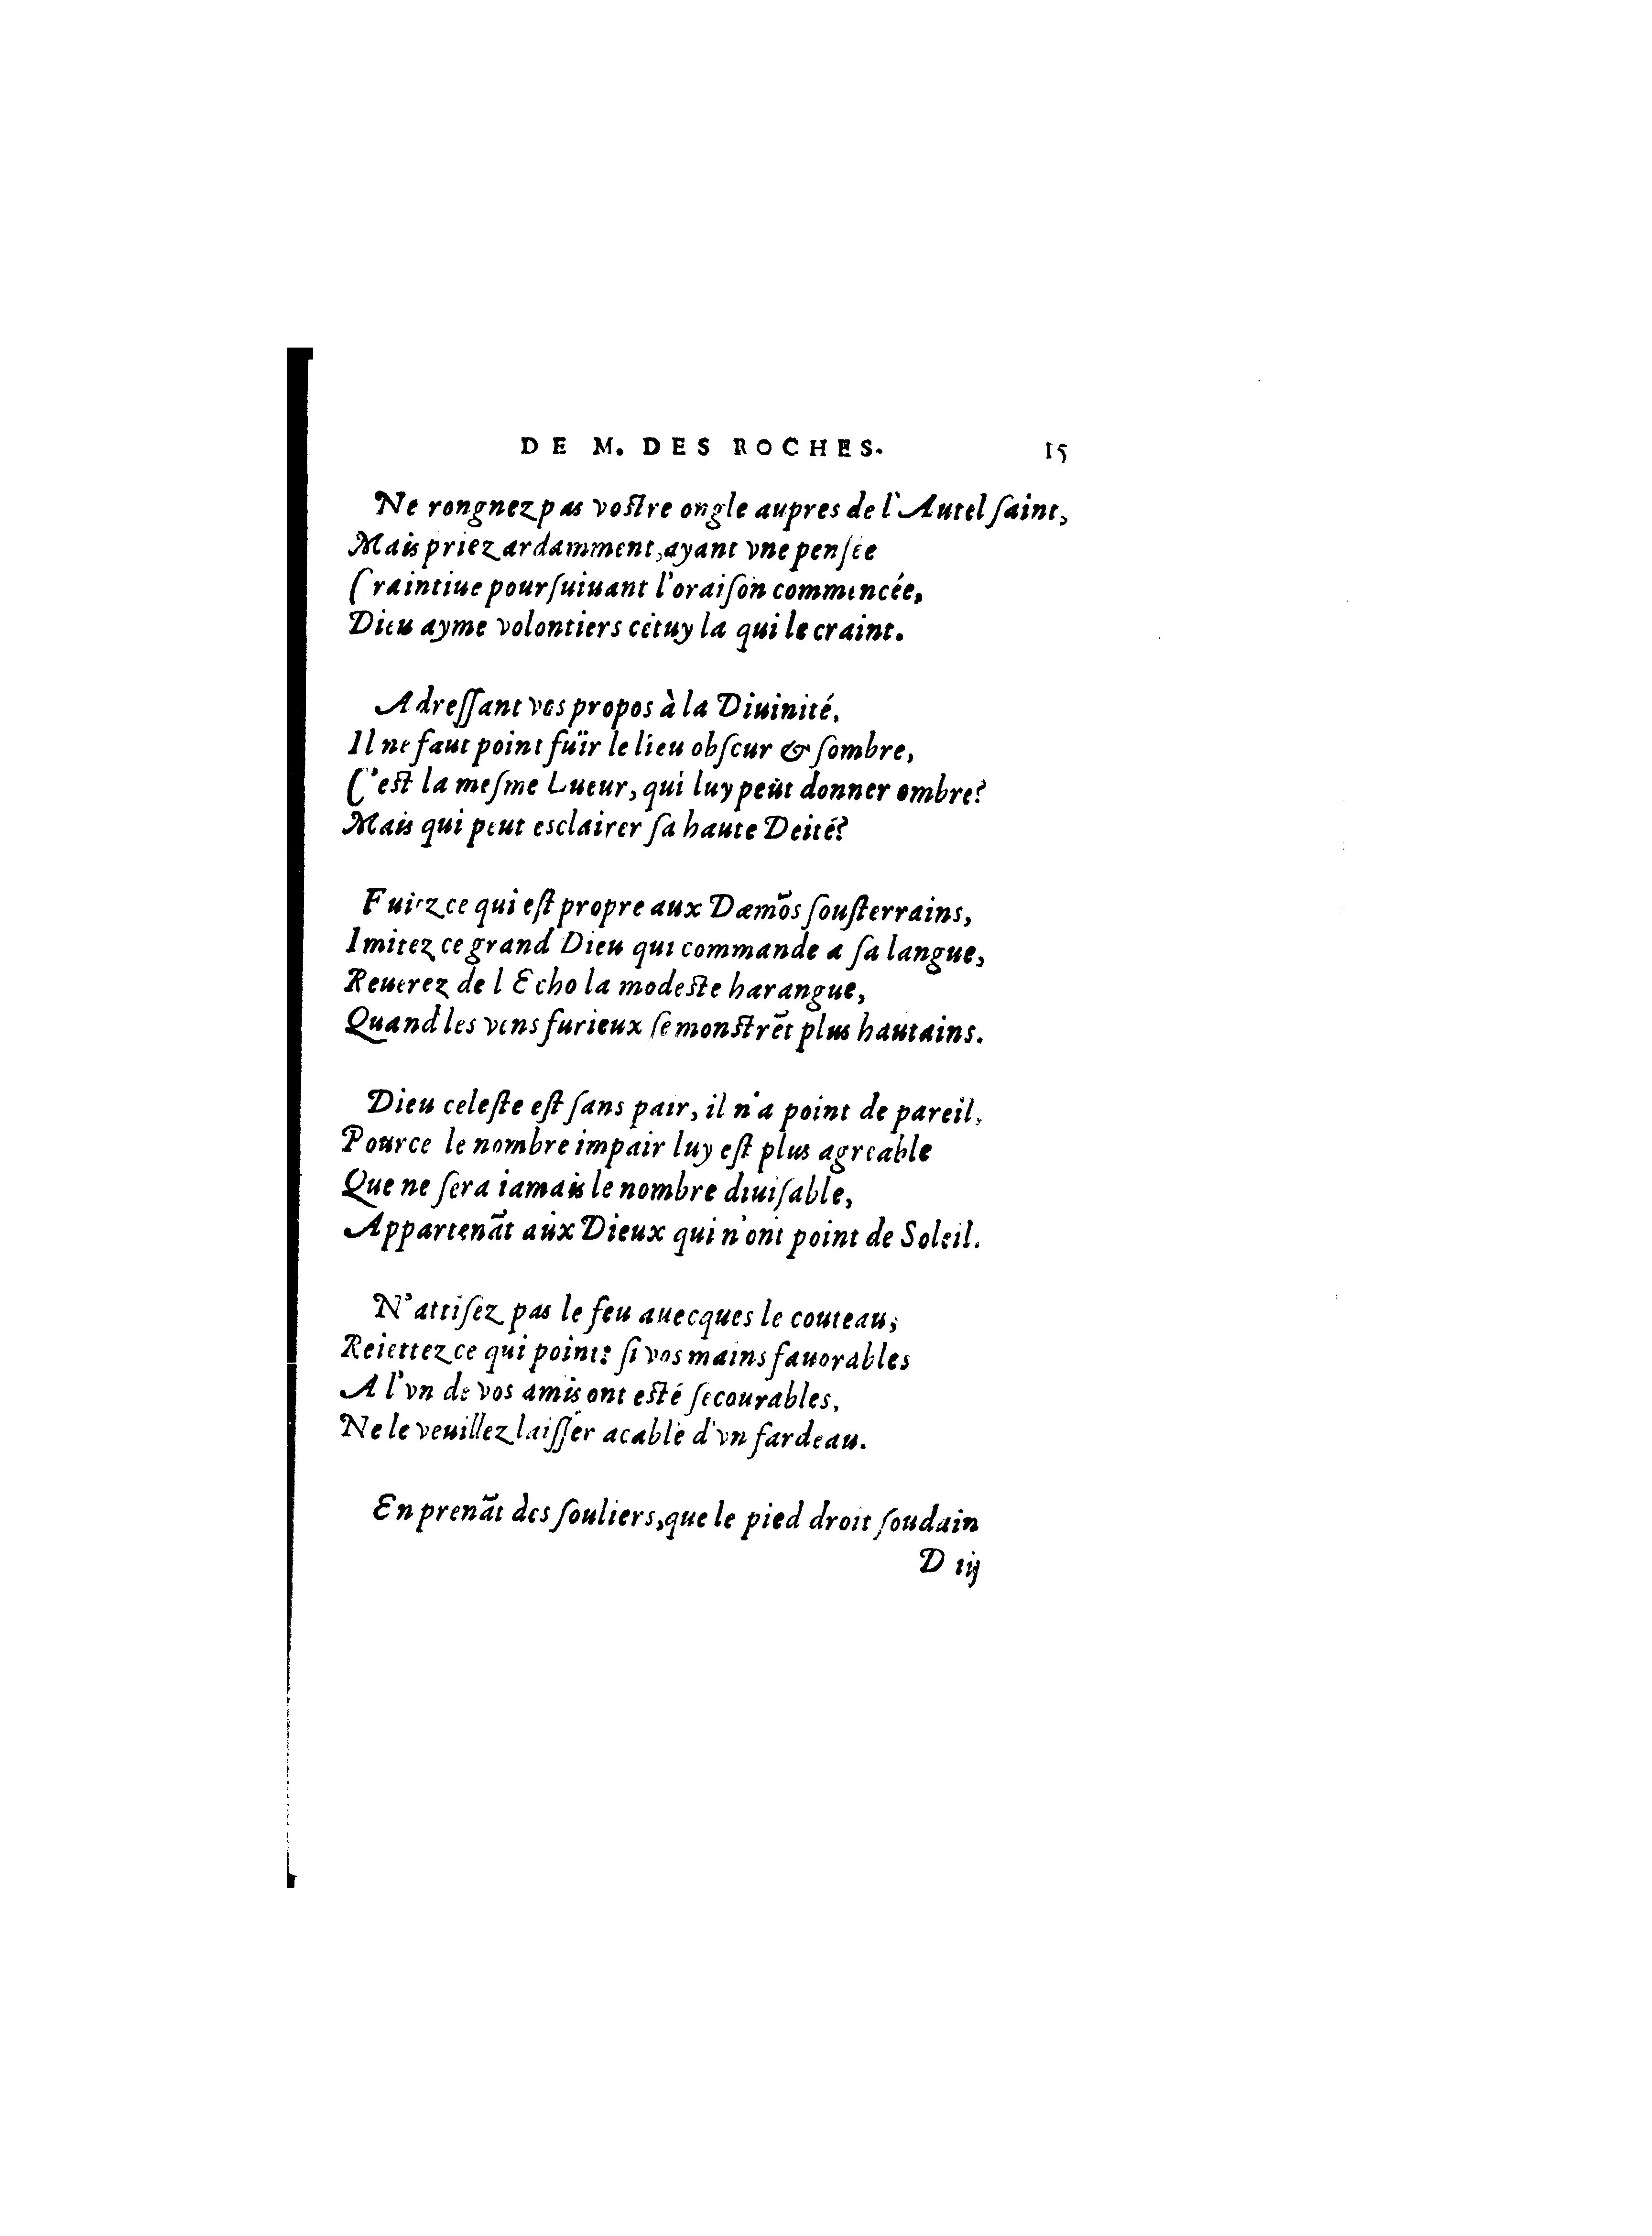 DE M. DES ROCHES. 15
Ne rongnez pas voſtre ongle aupres de l'Autel ſaint,
Mais priez ardamment, ayant vne penſée
Craintiue pourſuiuant l'oraiſon commencée,
Dieu ayme volontiers cetuy la qui le craint.
Adreſſant vos propos à la Diuinité,
Il ne faut point fuïr le lieu obſcur & ſombre,
C'eſt la meſme Lueur, qui luy peut donner ombre?
Mais qui peut esclairer ſa haute Deité?
Fuiez ce qui eſt propre aux Dæmõs ſouſterrains,
Imitez ce grand Dieu qui commande a ſa langue,
Reuerez de l Echo la modeſte harangue,
Quand les vens furieux ſe monſtrẽt plus hautains.
Dieu celeſte eſt ſans pair, il n'a point de pareil,
Pource le nombre impair luy eſt plus agreable
Que ne ſera iamais le nombre diuiſable,
Appartenãt aux Dieux qui n'ont point de Soleil.
N'attiſez pas le feu auecques le couteau,
Reiettez ce qui point: ſi vos mains fauorables
A l'vn de vos amis ont eſté ſecourables,
Ne le veuillez laiſſer acablé d'vn fardeau.
En prenãt des ſouliers, que le pied droit ſoudain
D iij